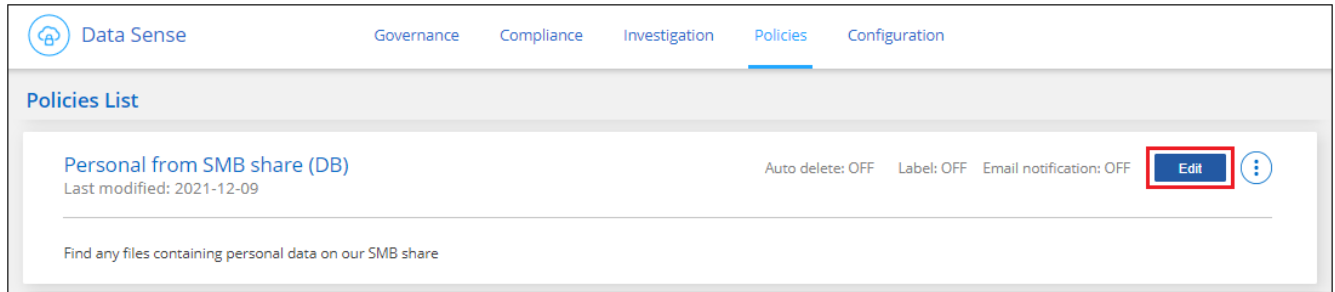 Data Sense Governance Compliance Investigation Policies Configuration
Policies List
Personal from SMB share (DB) Auto delete: OFF Label: OFF Email notification: OFF Edit
Last modified: 2021-12-09
Find any files containing personal data on our SMB share